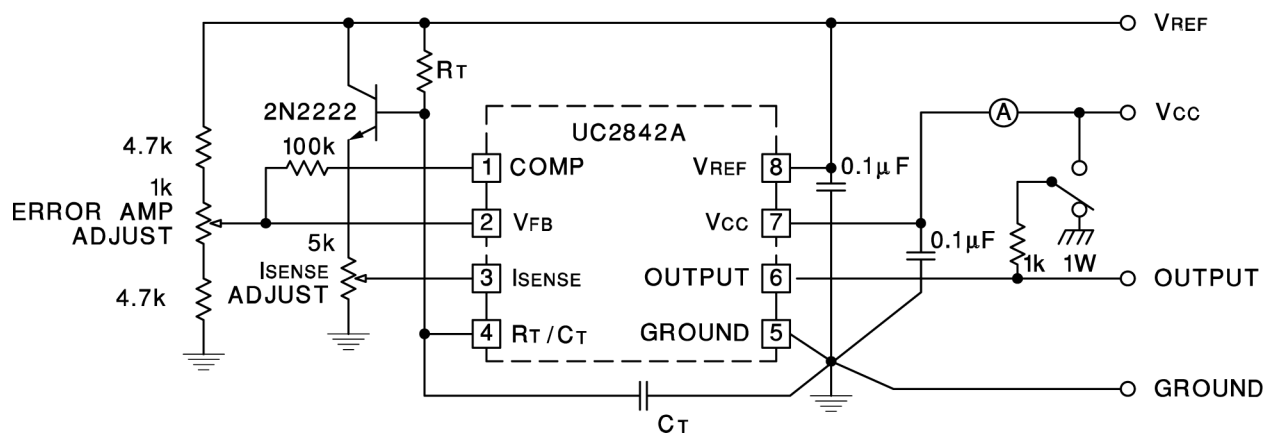 VREF
RT
2N2222
UC2842A
A
VCC
4.7k
100k
1 COMP
VREF 8
0.1μF
1k
ERROR AMP
ADJUST
2 VFB
VCC 7
0.1μF
5k
ISENSE
ADJUST
3 ISENSE
OUTPUT 6
1k
1W
OUTPUT
4.7k
4 RT/CT
GROUND 5
GROUND
CT